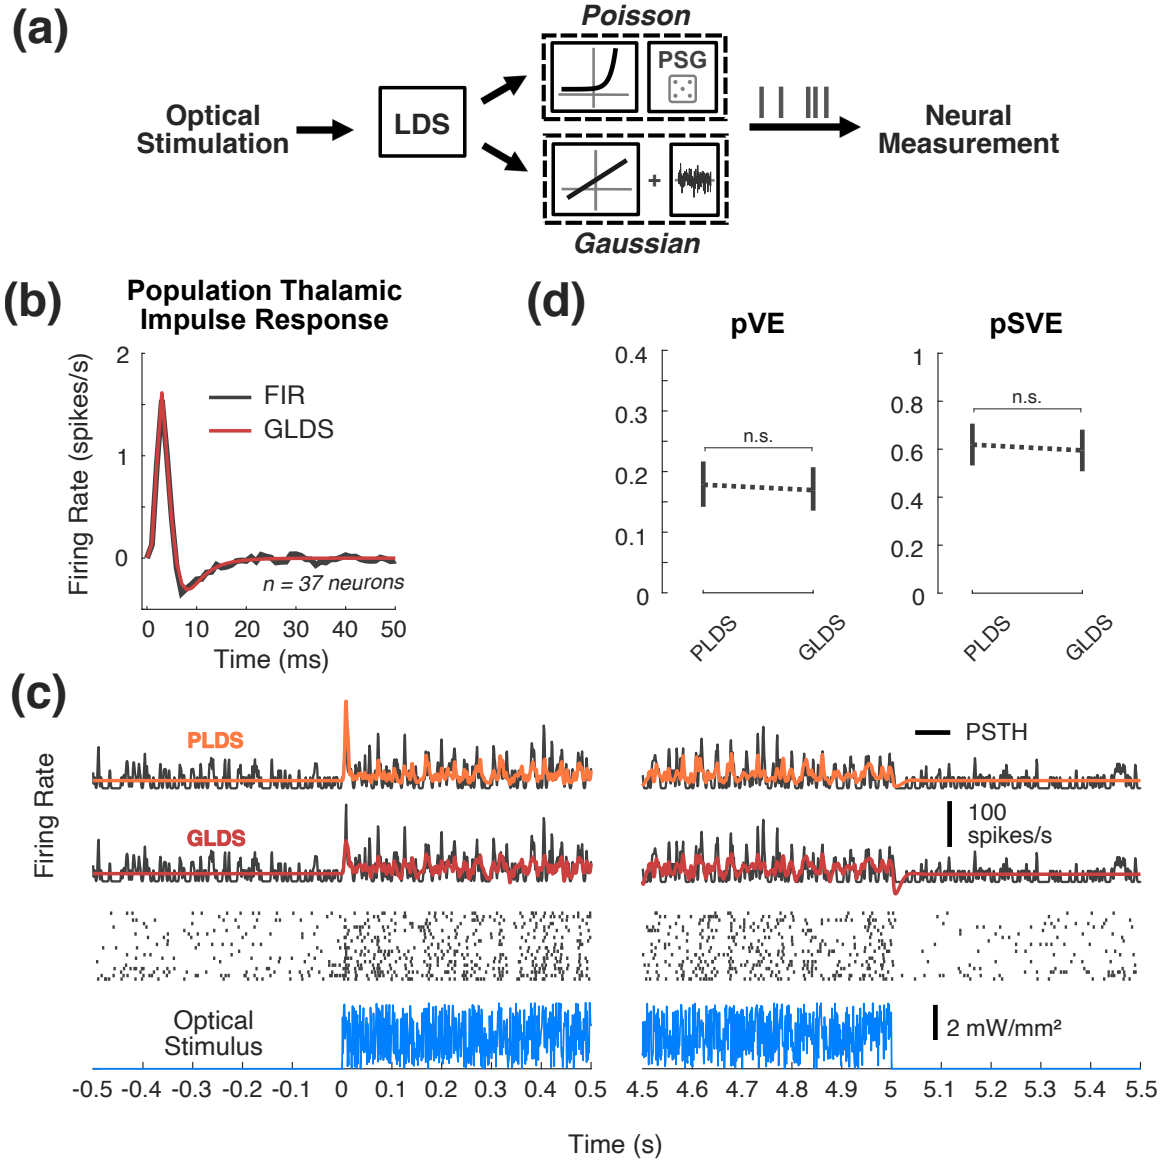 (a)
Poisson
PSG
Optical
Stimulation
LDS
Neural
Measurement
+
Gaussian
(b)
Population Thalamic
Impulse Response
Firing Rate (spikes/s)
2
1
0
FIR
GLDS
n = 37 neurons
0 10 20 30 40 50
Time (ms)
(d)
pVE
0.4
0.3
0.2
0.1
0
n.s.
PLDS
GLDS
pSVE
1
0.8
0.6
0.4
0.2
0
n.s.
PLDS
GLDS
(c)
Firing Rate
PLDS
PSTH
GLDS
100
spikes/s
Optical
Stimulus
2 mW/mm²
-0.5 -0.4 -0.3 -0.2 -0.1 0 0.1 0.2 0.3 0.4 0.5
4.5 4.6 4.7 4.8 4.9 5 5.1 5.2 5.3 5.4 5.5
Time (s)